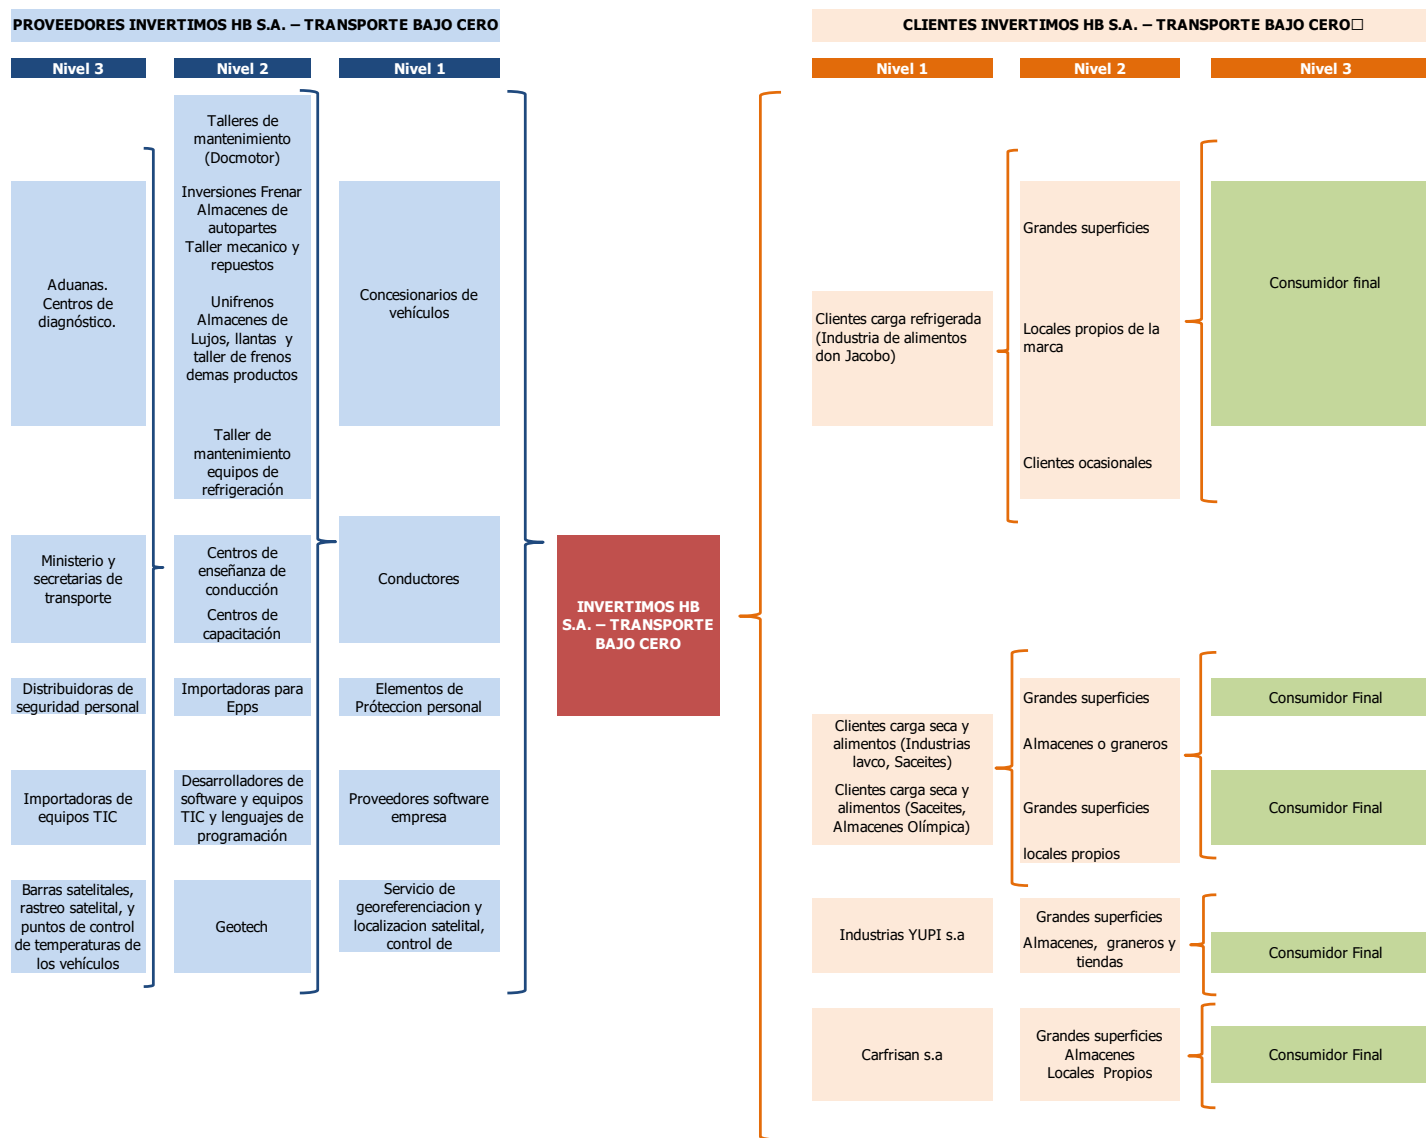 PROVEEDORES INVERTIMOS HB S.A. – TRANSPORTE BAJO CERO
Nivel 3
Nivel 2
Nivel 1
Aduanas.
Centros de
diagnóstico.
Ministerio y
secretarias de
transporte
Distribuidoras de
seguridad personal
Importadoras de
equipos TIC
Barras satelitales,
rastreo satelital, y
puntos de control
de temperaturas de
los vehículos
Talleres de
mantenimiento
(Docmotor)
Inversiones Frenar
Almacenes de
autopartes
Taller mecanico y
repuestos
Unifrenos
Almacenes de
Lujos, llantas  y
taller de frenos
demas productos
Taller de
mantenimiento
equipos de
refrigeración
Centros de
enseñanza de
conducción
Centros de
capacitación
Importadoras para
Epps
Desarrolladores de
software y equipos
TIC y lenguajes de
programación
Geotech
Concesionarios de
vehículos
Conductores
Elementos de
Próteccion personal
Proveedores software
empresa
Servicio de
georeferenciacion y
localizacion satelital,
control de
INVERTIMOS HB
S.A. – TRANSPORTE
BAJO CERO
CLIENTES INVERTIMOS HB S.A. – TRANSPORTE BAJO CERO□
Nivel 1
Nivel 2
Nivel 3
Clientes carga refrigerada
(Industria de alimentos
don Jacobo)
Grandes superficies
Locales propios de la
marca
Clientes ocasionales
Consumidor final
Clientes carga seca y
alimentos (Industrias
lavco, Saceites)
Clientes carga seca y
alimentos (Saceites,
Almacenes Olímpica)
Grandes superficies
Almacenes o graneros
Grandes superficies
locales propios
Consumidor Final
Consumidor Final
Industrias YUPI s.a
Grandes superficies
Almacenes,  graneros y
tiendas
Consumidor Final
Carfrisan s.a
Grandes superficies
Almacenes
Locales  Propios
Consumidor Final